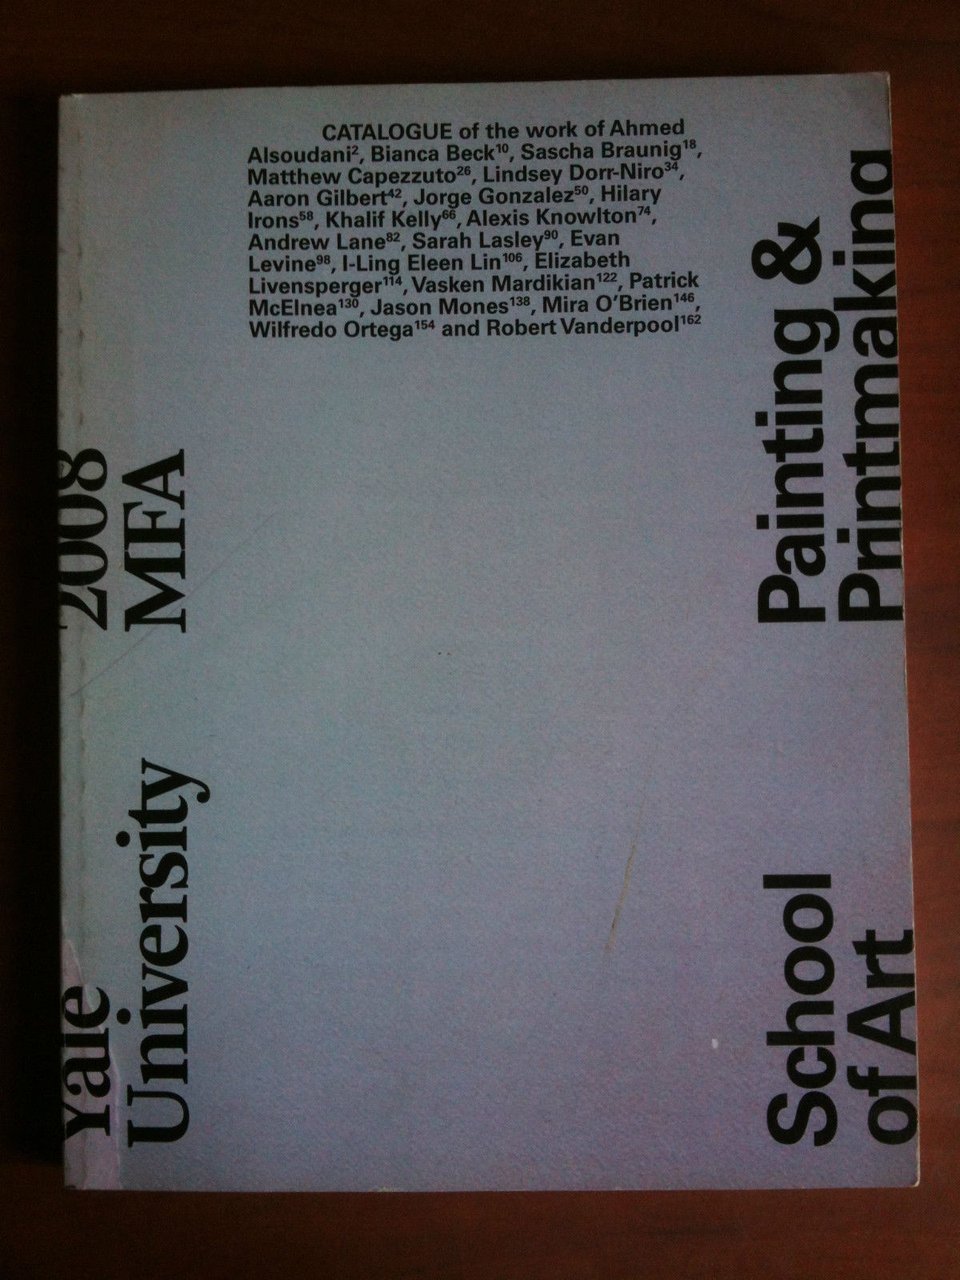 CATALOGUE of the work of Ahmed
Alsoudani², Bianca Beck¹⁰, Sascha Braunig¹⁸,
Matthew Capezzuto²⁶, Lindsey Dorr-Niro³⁴,
Aaron Gilbert⁴², Jorge Gonzalez⁵⁰, Hilary
Irons⁵⁸, Khalif Kelly⁶⁶, Alexis Knowlton⁷⁴,
Andrew Lane⁸², Sarah Lasley⁹⁰, Evan
Levine⁹⁸, I-Ling Eleen Lin¹⁰⁶, Elizabeth
Livensperger¹¹⁴, Vasken Mardikian¹²², Patrick
McElnea¹³⁰, Jason Mones¹³⁸, Mira O'Brien¹⁴⁶,
Wilfredo Ortega¹⁵⁴ and Robert Vanderpool¹⁶²
Yale 2008
University MFA
School Painting &
of Art Printmaking